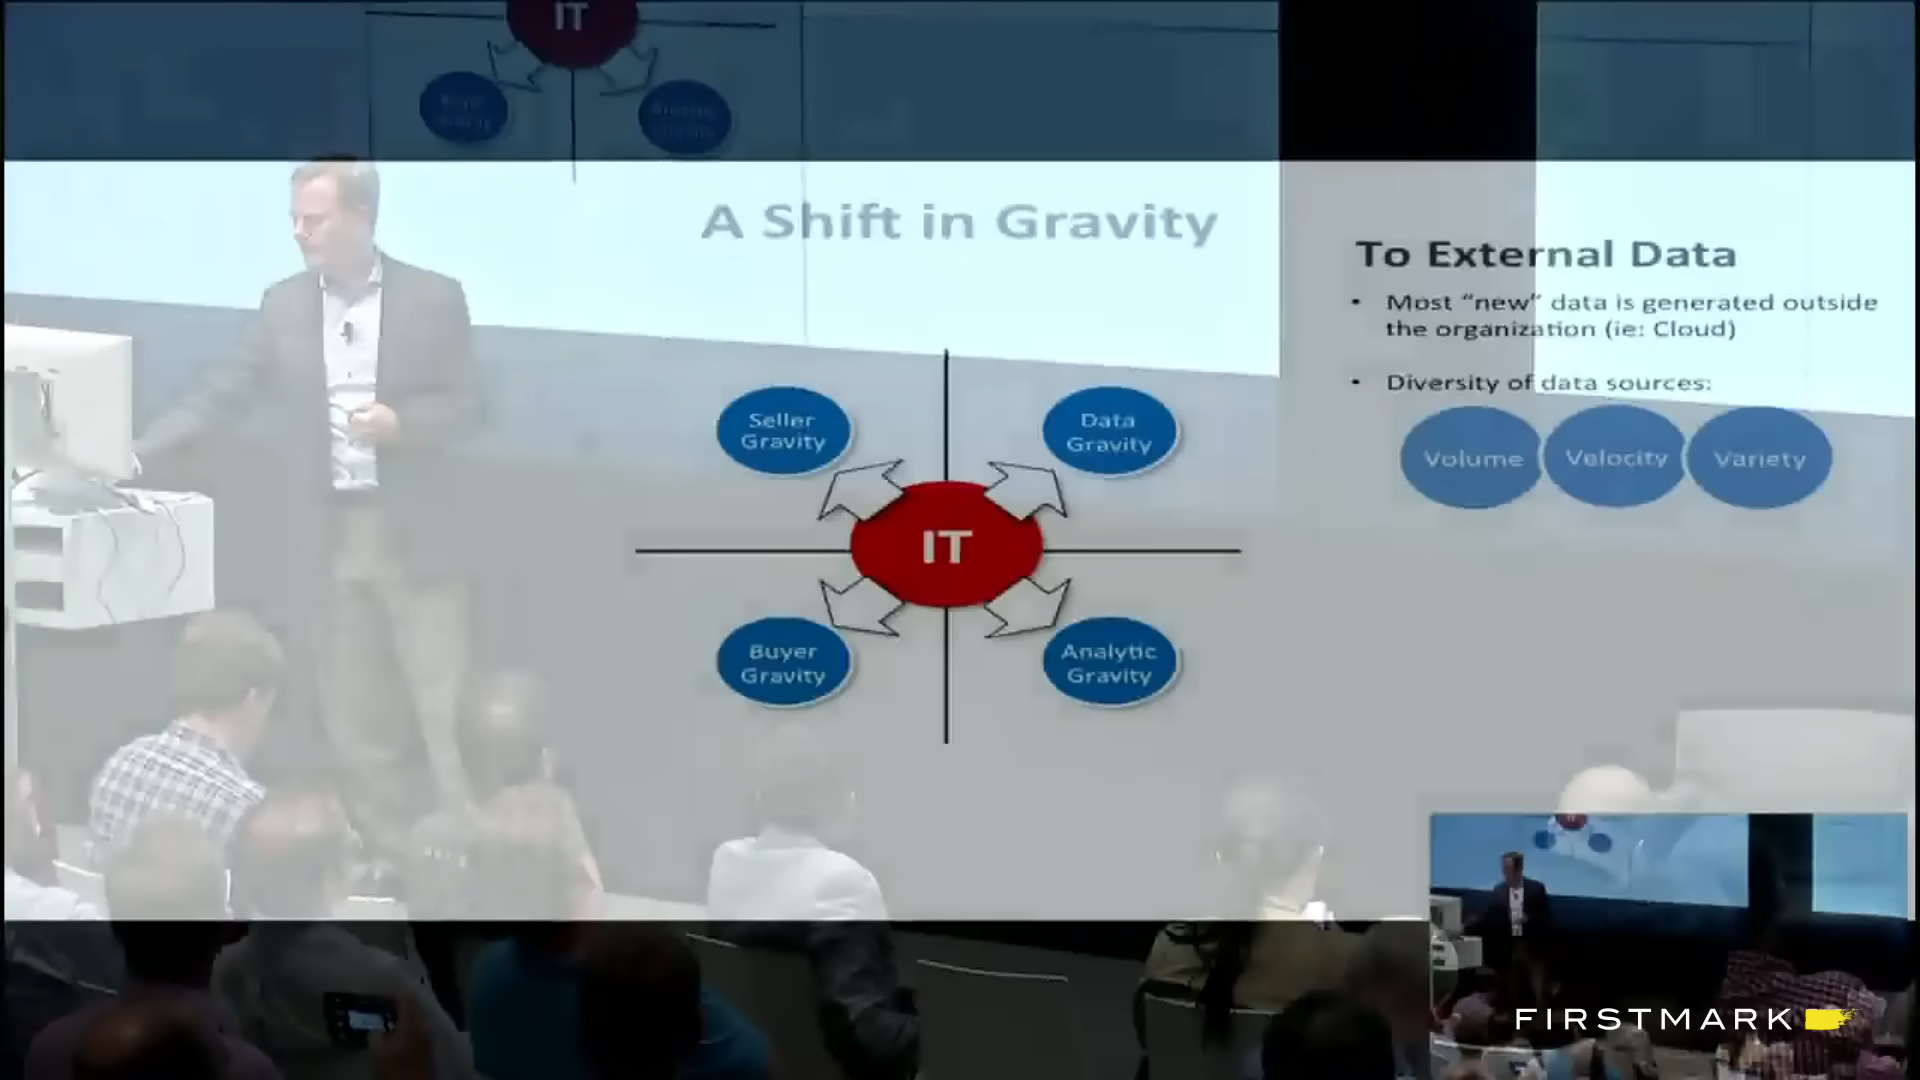 IT
A Shift in Gravity
To External Data
• Most “new” data is generated outside
the organization (ie: Cloud)
• Diversity of data sources:
Volume Velocity Variety
Seller
Gravity
Data
Gravity
IT
Buyer
Gravity
Analytic
Gravity
FIRSTMARK